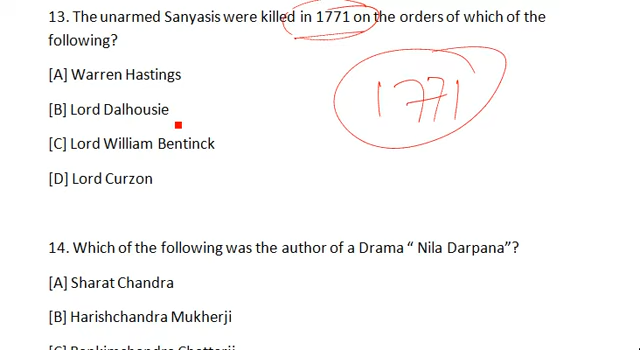 13. The unarmed Sanyasis were killed in 1771 on the orders of which of the
following?
[A] Warren Hastings
1771
[B] Lord Dalhousie
[C] Lord William Bentinck
[D] Lord Curzon
14. Which of the following was the author of a Drama “ Nila Darpana”?
[A] Sharat Chandra
[B] Harishchandra Mukherji
[C] Bankimchandra Chatterji